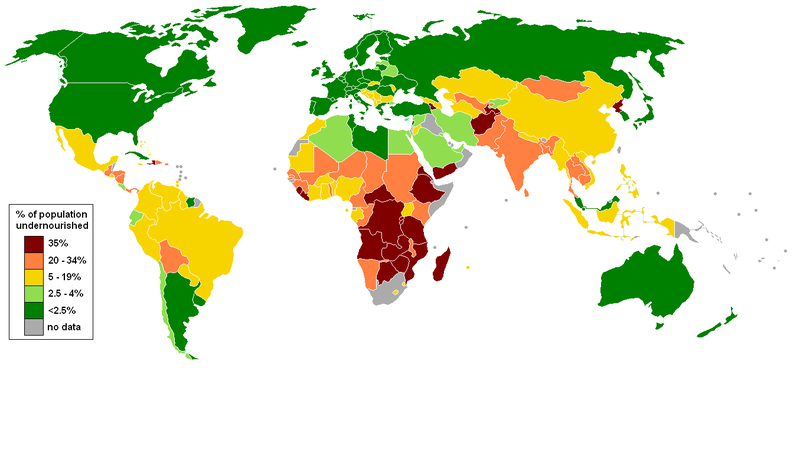 % of population
undernourished
35%
20 - 34%
5 - 19%
2.5 - 4%
<2.5%
no data